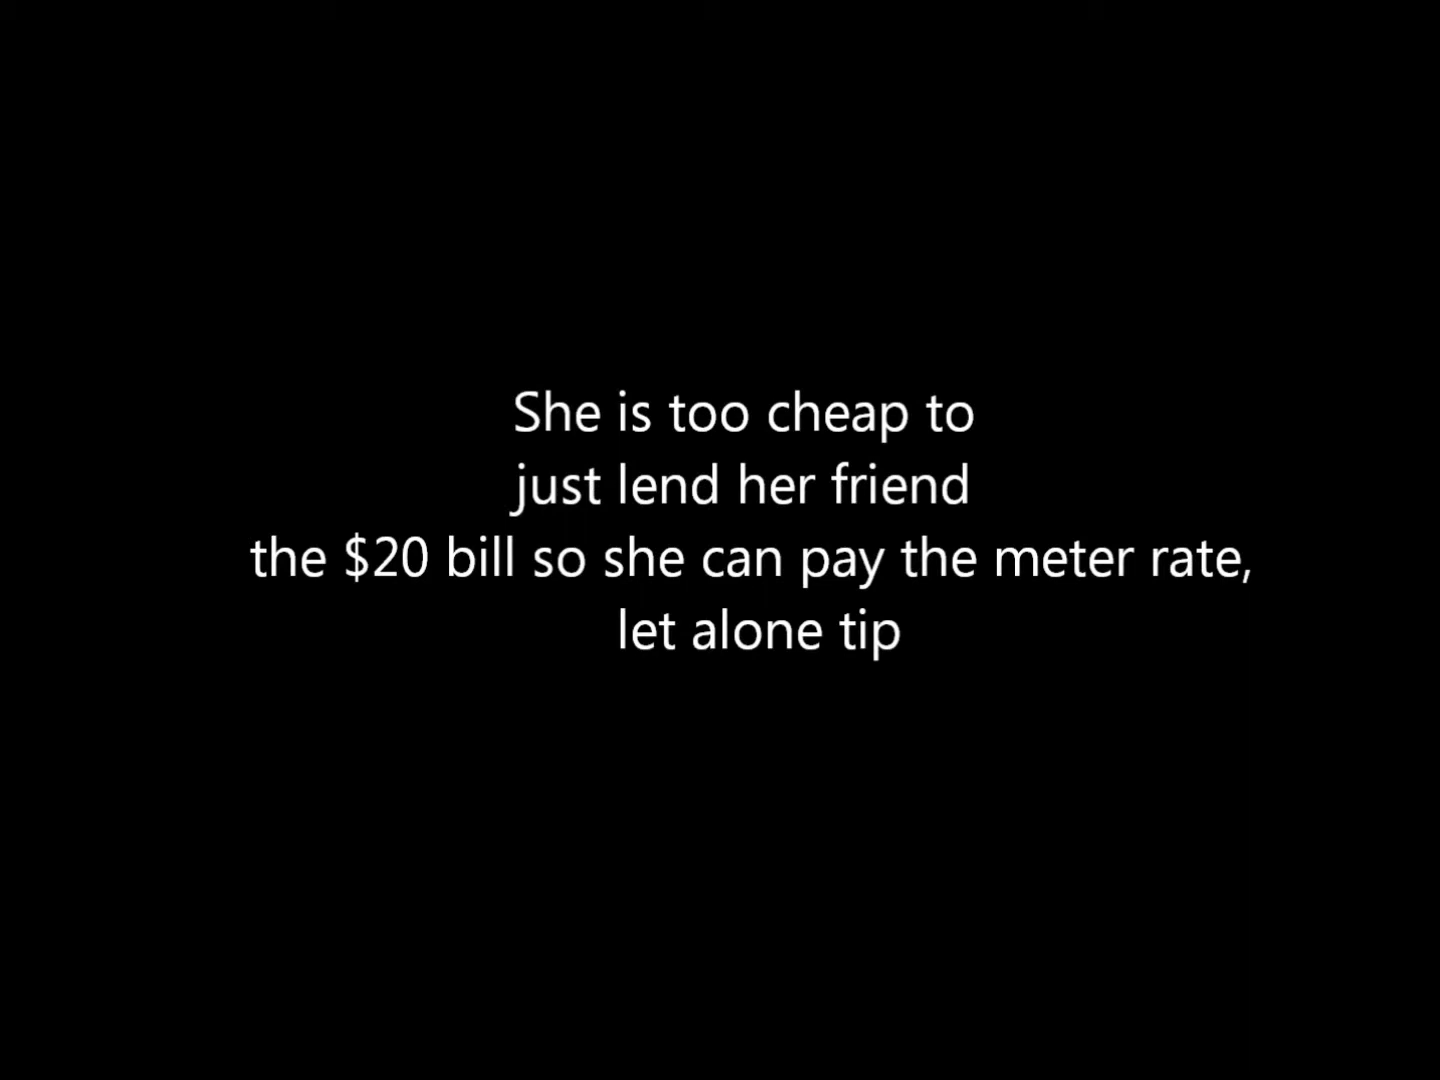 She is too cheap to
just lend her friend
the $20 bill so she can pay the meter rate,
let alone tip